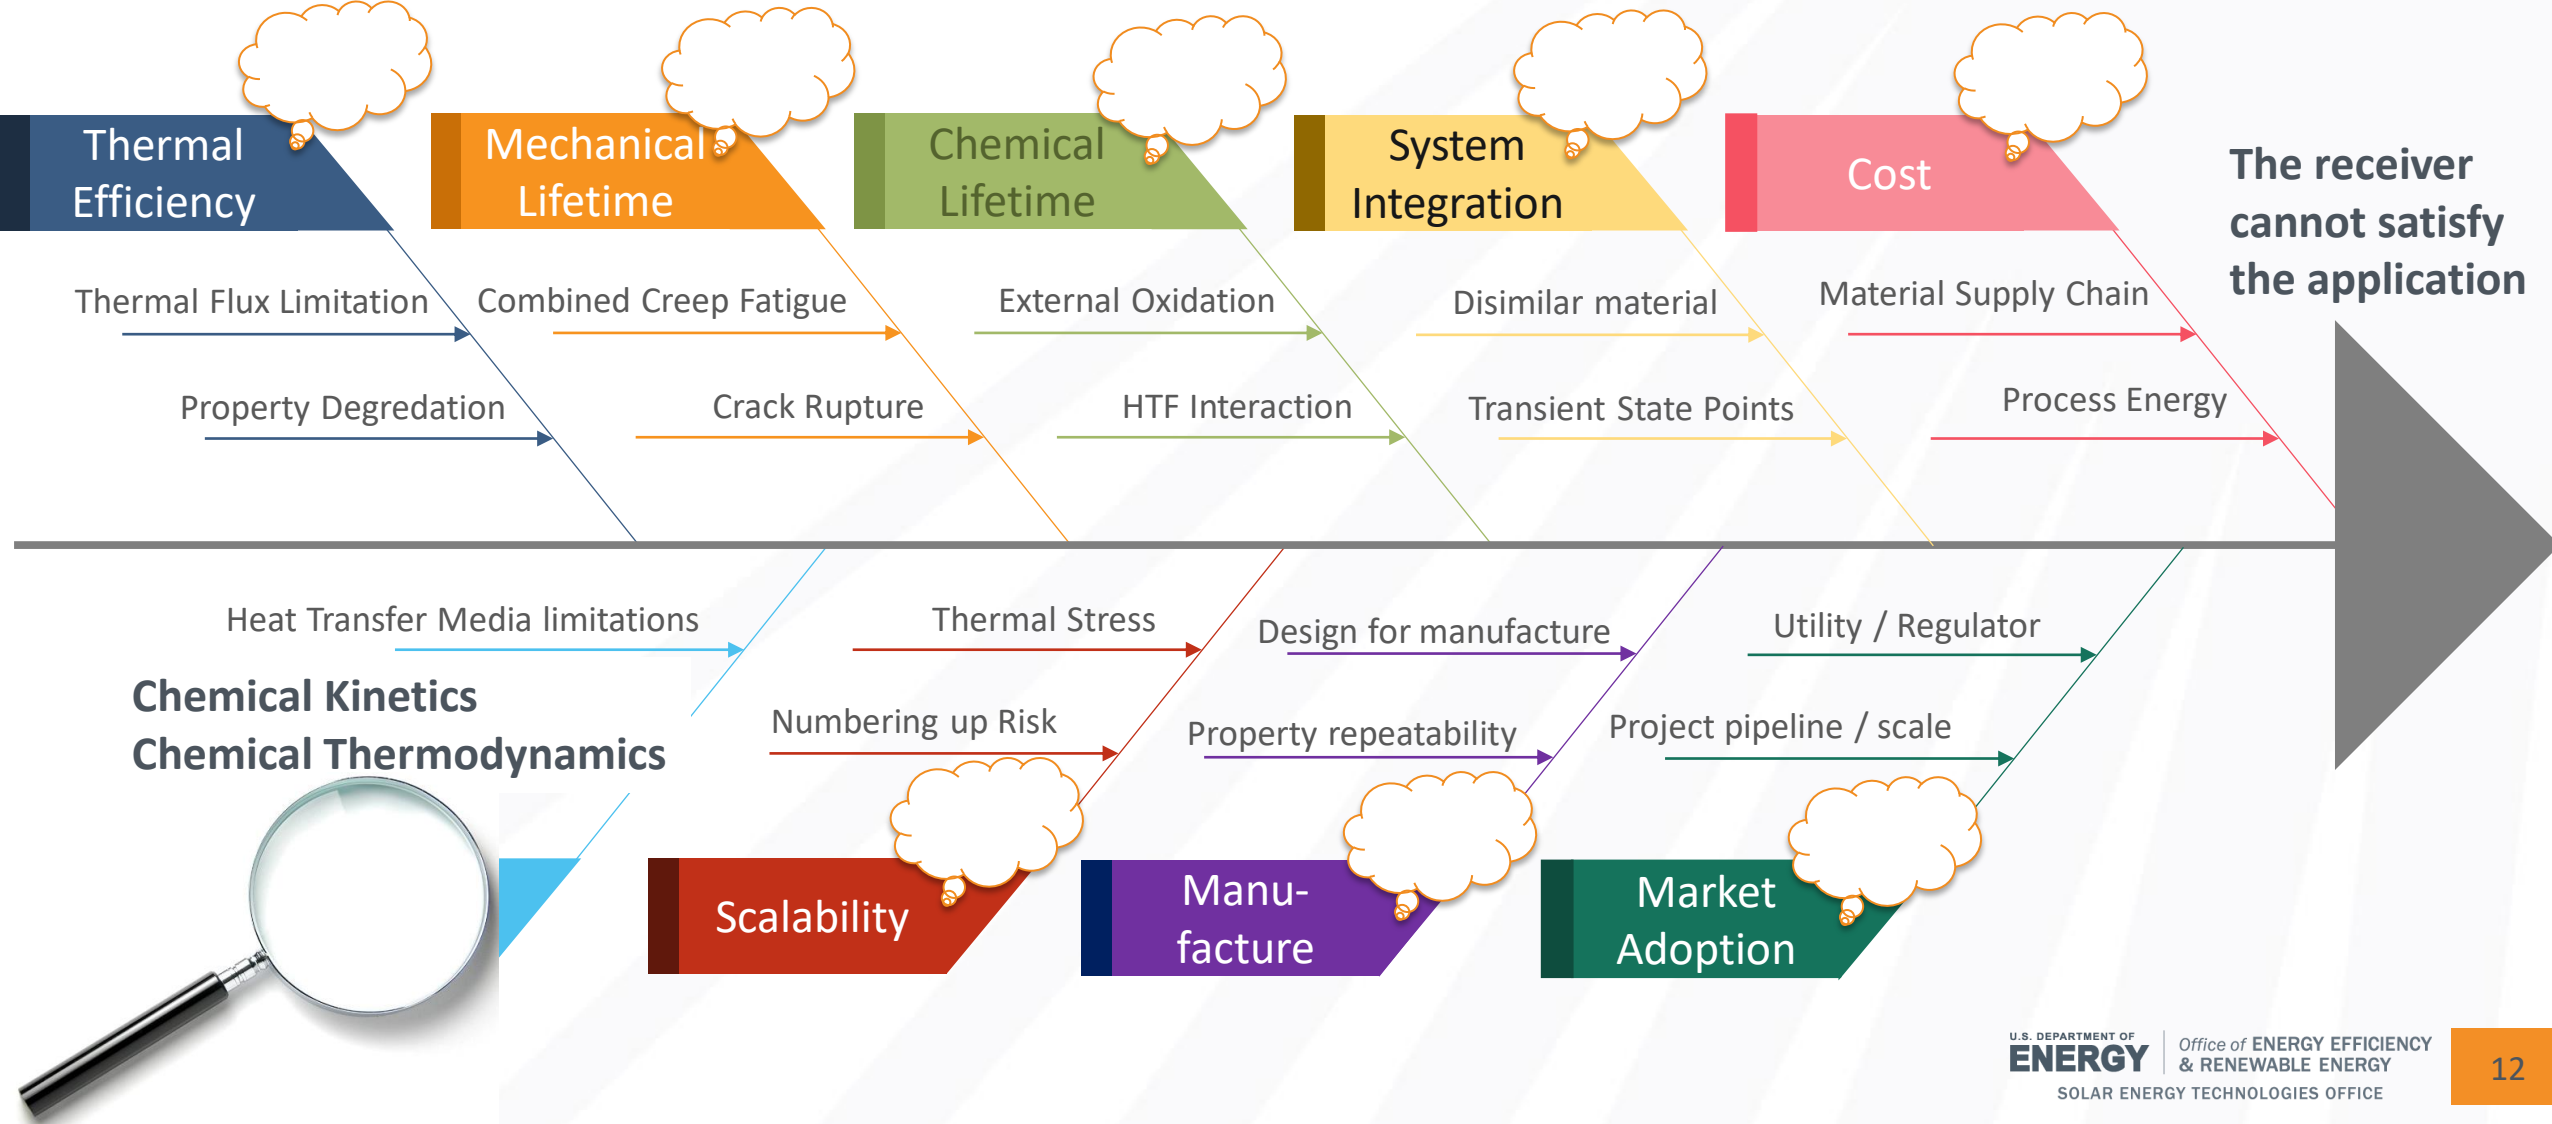 Thermal
Efficiency
Mechanical
Lifetime
Chemical
Lifetime
System
Integration
Cost
The receiver
cannot satisfy
the application
Thermal Flux Limitation
Combined Creep Fatigue
External Oxidation
Disimilar material
Material Supply Chain
Property Degredation
Crack Rupture
HTF Interaction
Transient State Points
Process Energy
Heat Transfer Media limitations
Thermal Stress
Design for manufacture
Utility / Regulator
Chemical Kinetics
Chemical Thermodynamics
Numbering up Risk
Property repeatability
Project pipeline / scale
Scalability
Manu-
facture
Market
Adoption
U.S. DEPARTMENT OF
ENERGY
Office of ENERGY EFFICIENCY
& RENEWABLE ENERGY
SOLAR ENERGY TECHNOLOGIES OFFICE
12